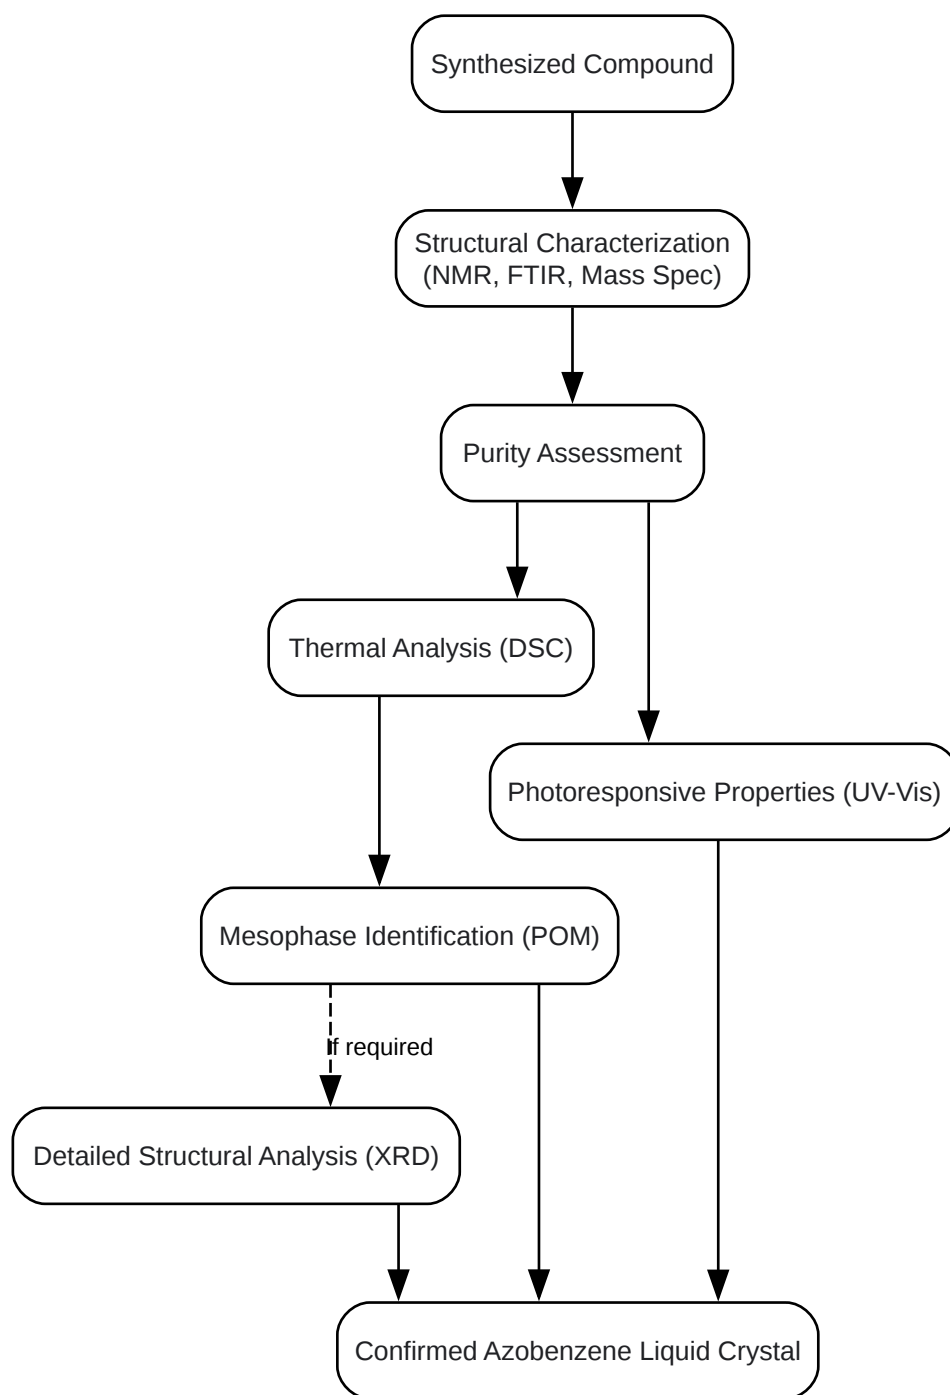 Synthesized Compound
Structural Characterization
(NMR, FTIR, Mass Spec)
Purity Assessment
Thermal Analysis (DSC)
Photoresponsive Properties (UV-Vis)
Mesophase Identification (POM)
If required
Detailed Structural Analysis (XRD)
Confirmed Azobenzene Liquid Crystal